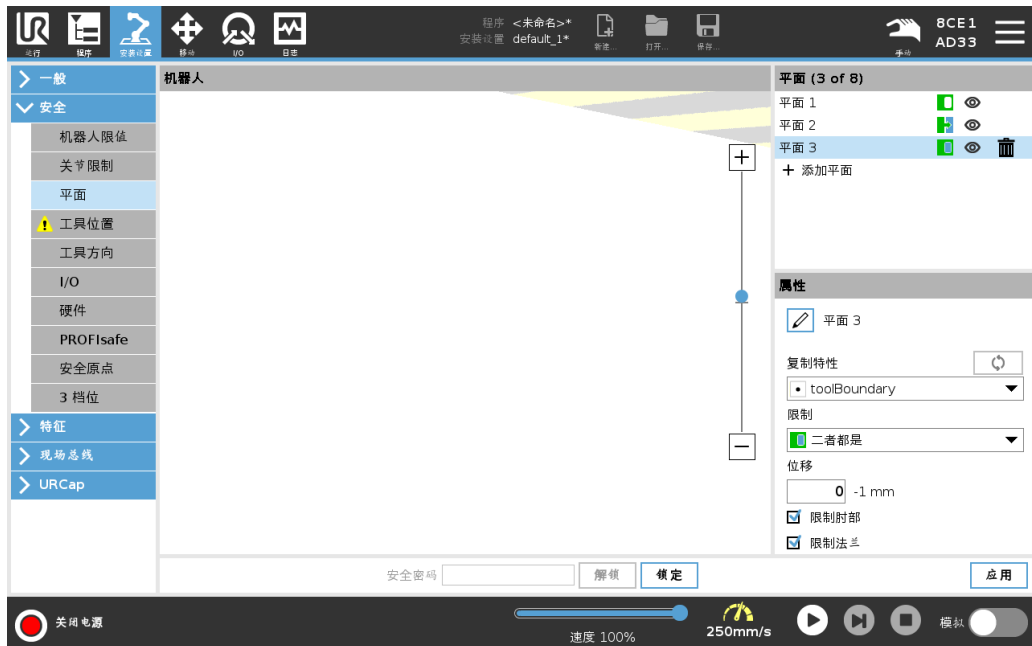 UR
运行
程序
安装设置
移动
I/O
日志
程序 <未命名>*
安装设置 default_1*
新建...
打开...
保存...
手动
8CE1
AD33
一般
安全
机器人限值
关节限制
平面
工具位置
工具方向
I/O
硬件
PROFIsafe
安全原点
3 档位
特征
现场总线
URCap
机器人
平面 (3 of 8)
平面 1
平面 2
平面 3
添加平面
属性
平面 3
复制特性
toolBoundary
限制
二者都是
位移
0 -1 mm
限制肘部
限制法兰
安全密码
解锁
锁定
应用
关闭电源
速度 100%
250mm/s
模拟